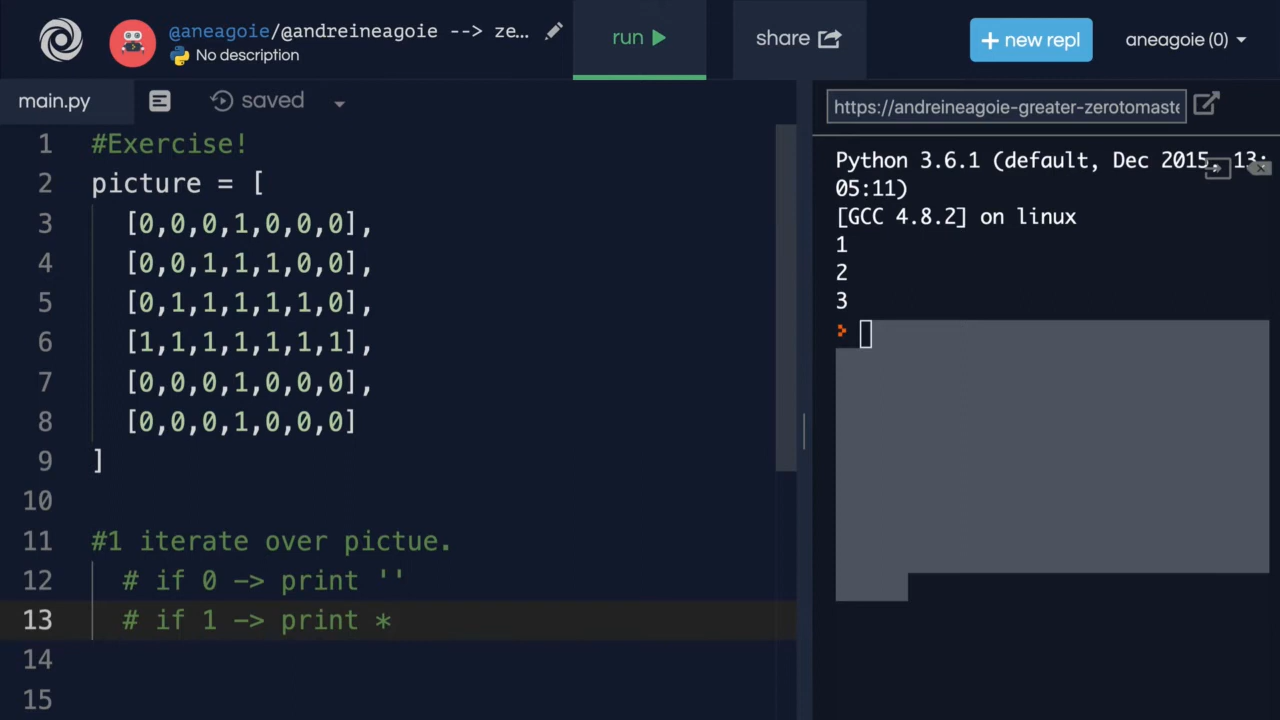 @aneagoie/@andreineagoie --> ze...
No description
run
share
+ new repl
aneagoie (0)
main.py
saved
https://andreineagoie-greater-zerotomaste
1 #Exercise!
2 picture = [
3 [0,0,0,1,0,0,0],
4 [0,0,1,1,1,0,0],
5 [0,1,1,1,1,1,0],
6 [1,1,1,1,1,1,1],
7 [0,0,0,1,0,0,0],
8 [0,0,0,1,0,0,0]
9 ]
10
11 #1 iterate over pictue.
12 # if 0 -> print ''
13 # if 1 -> print *
14
15
Python 3.6.1 (default, Dec 2015, 13:
05:11)
[GCC 4.8.2] on linux
1
2
3